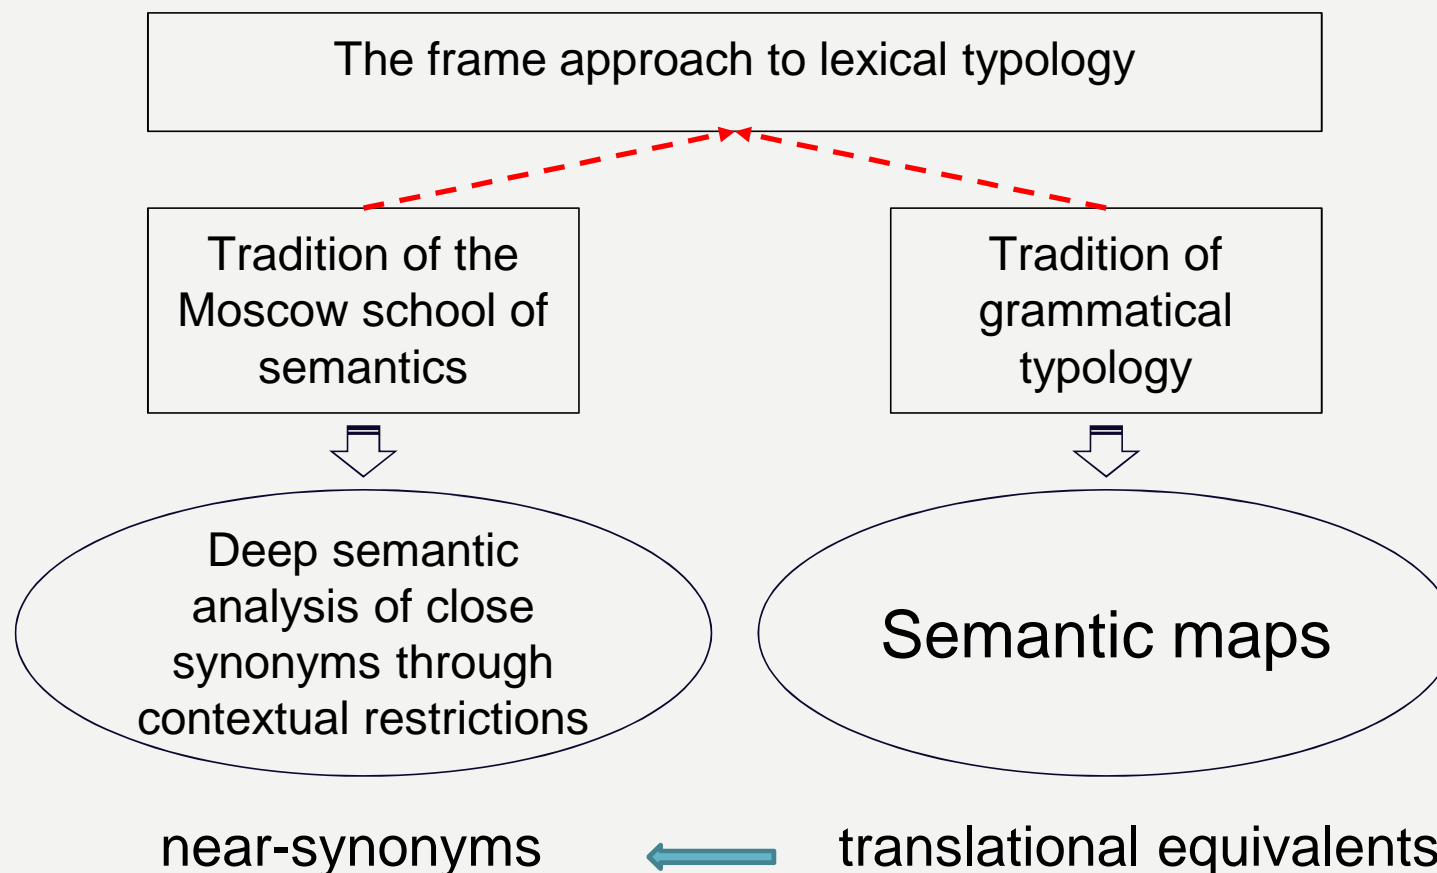 The frame approach to lexical typology
Tradition of the
Moscow school of
semantics
Tradition of
grammatical
typology
Deep semantic
analysis of close
synonyms through
contextual restrictions
Semantic maps
near-synonyms
translational equivalents